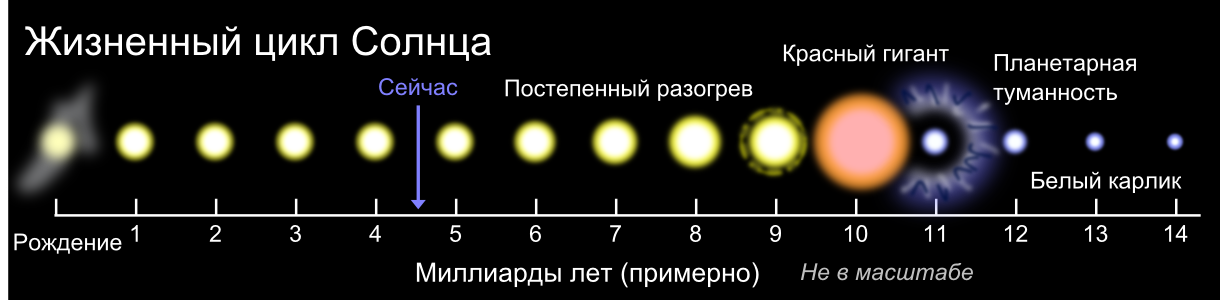 Жизненный цикл Солнца
Сейчас
Постепенный разогрев
Красный гигант
Планетарная
туманность
Белый карлик
Рождение 1 2 3 4 5 6 7 8 9 10 11 12 13 14
Миллиарды лет (примерно)
Не в масштабе